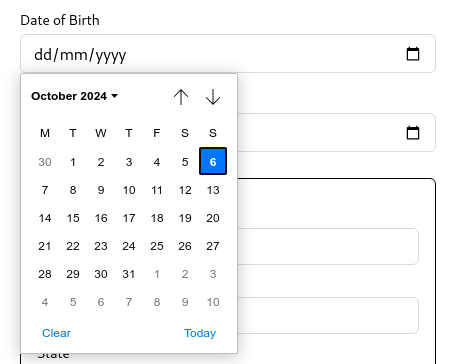 Date of Birth
dd/mm/yyyy
October 2024
M T W T F S S
30 1 2 3 4 5 6
7 8 9 10 11 12 13
14 15 16 17 18 19 20
21 22 23 24 25 26 27
28 29 30 31 1 2 3
4 5 6 7 8 9 10
Clear Today
State